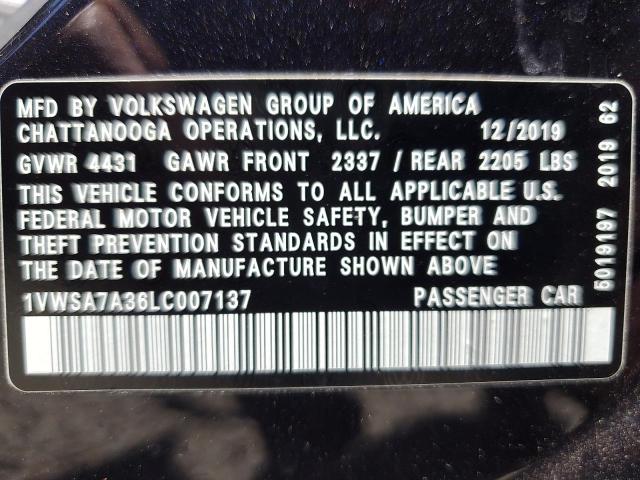 MFD BY VOLKSWAGEN GROUP OF AMERICA
CHATTANOOGA OPERATIONS, LLC. 12/2019
GVWR 4431 GAWR FRONT 2337 / REAR 2205 LBS
THIS VEHICLE CONFORMS TO ALL APPLICABLE U.S.
FEDERAL MOTOR VEHICLE SAFETY, BUMPER AND
THEFT PREVENTION STANDARDS IN EFFECT ON
THE DATE OF MANUFACTURE SHOWN ABOVE
1VWSA7A36LC007137 PASSENGER CAR
5019197 2019 62